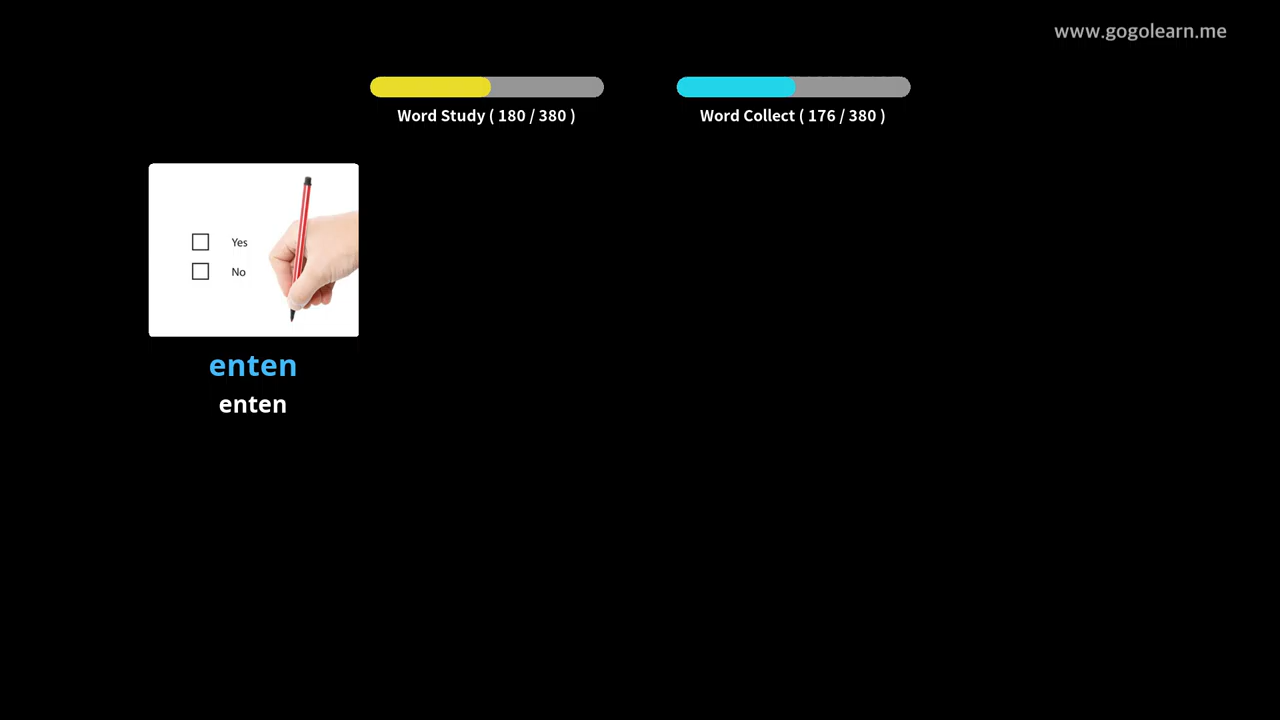 www.gogolearn.me
Word Study ( 180 / 380 )
Word Collect ( 176 / 380 )
Yes
No
enten
enten